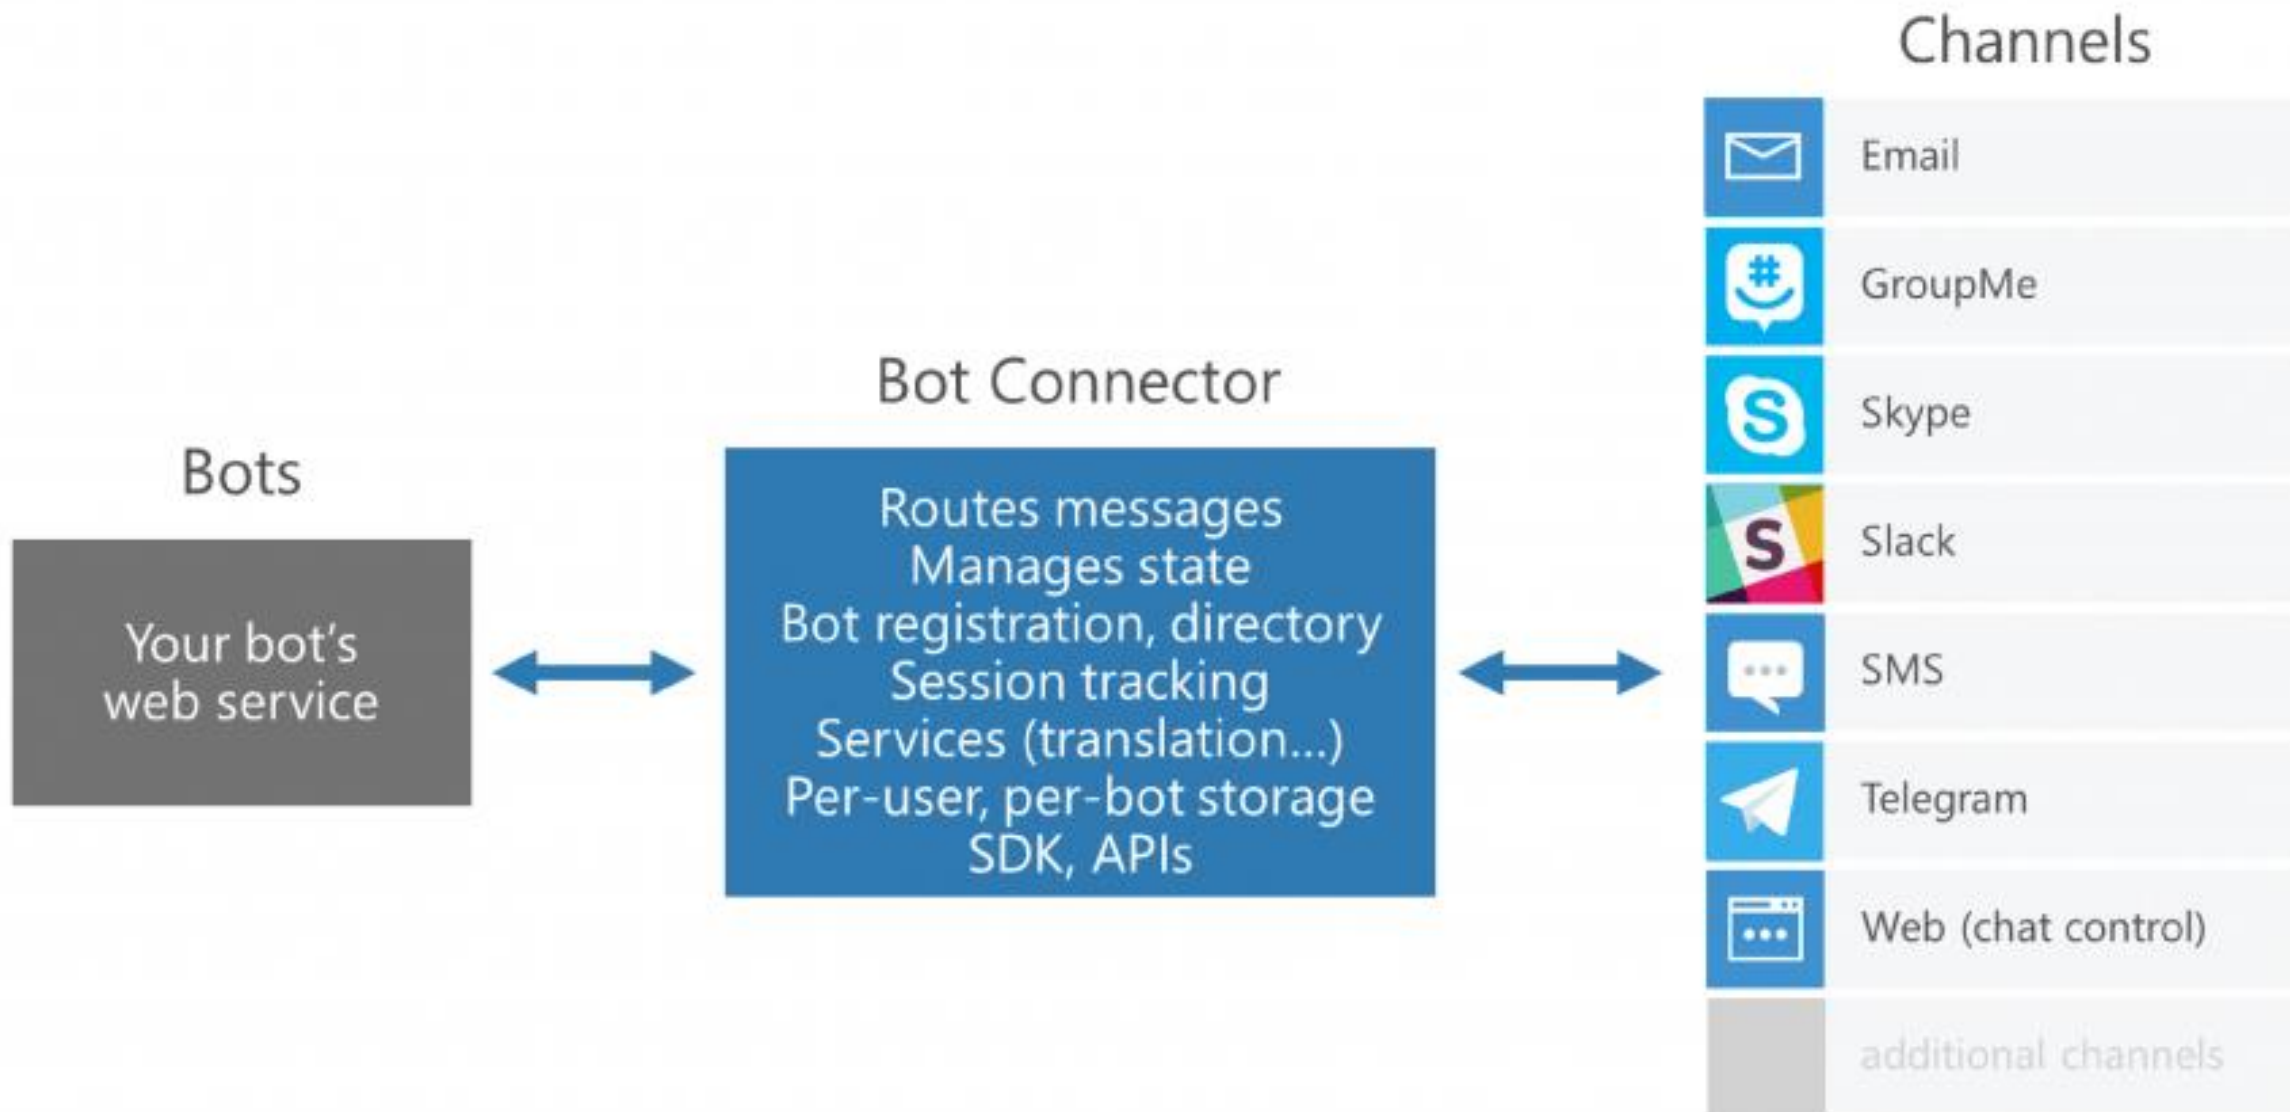 Channels
Email
GroupMe
Skype
Slack
SMS
Telegram
Web (chat control)
additional channels
Bot Connector
Routes messages
Manages state
Bot registration, directory
Session tracking
Services (translation...)
Per-user, per-bot storage
SDK, APIs
Bots
Your bot's
web service